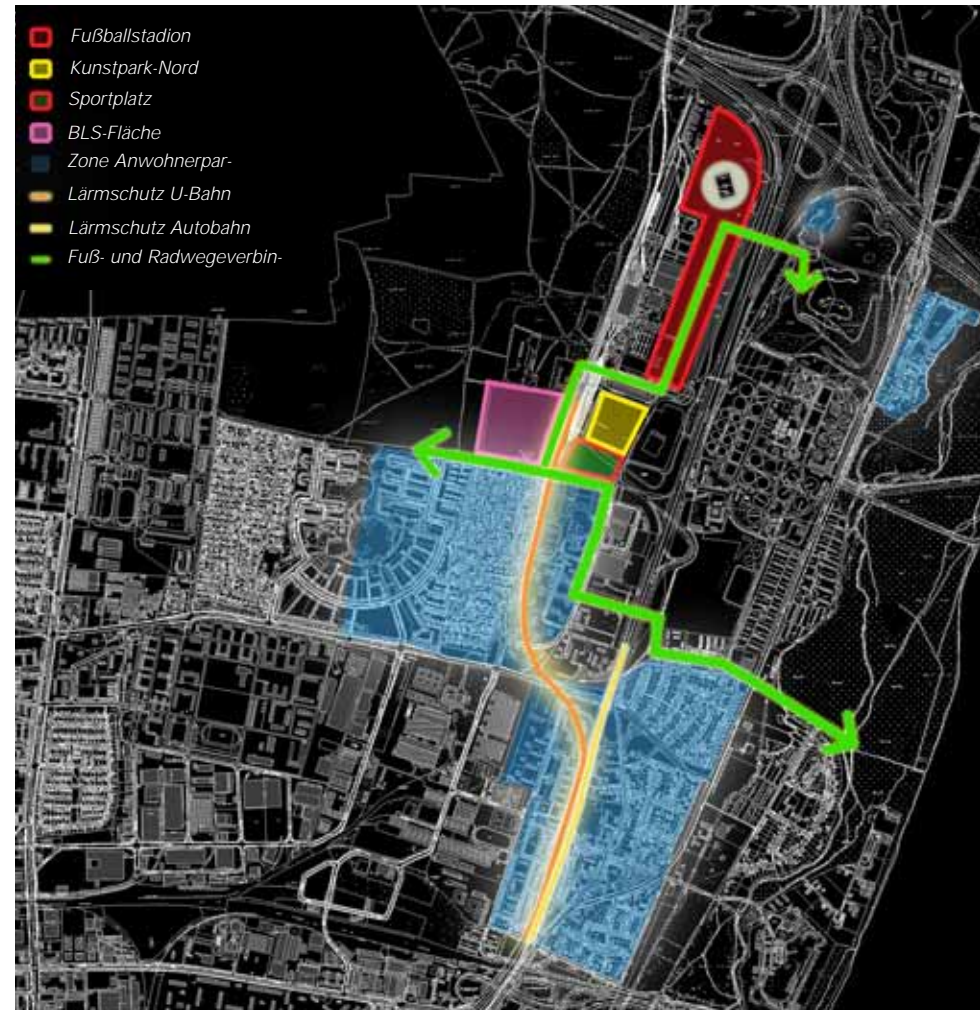 Fußballstadion
Kunstpark-Nord
Sportplatz
BLS-Fläche
Zone Anwohnerpar-
Lärmschutz U-Bahn
Lärmschutz Autobahn
Fuß- und Radwegeverbin-